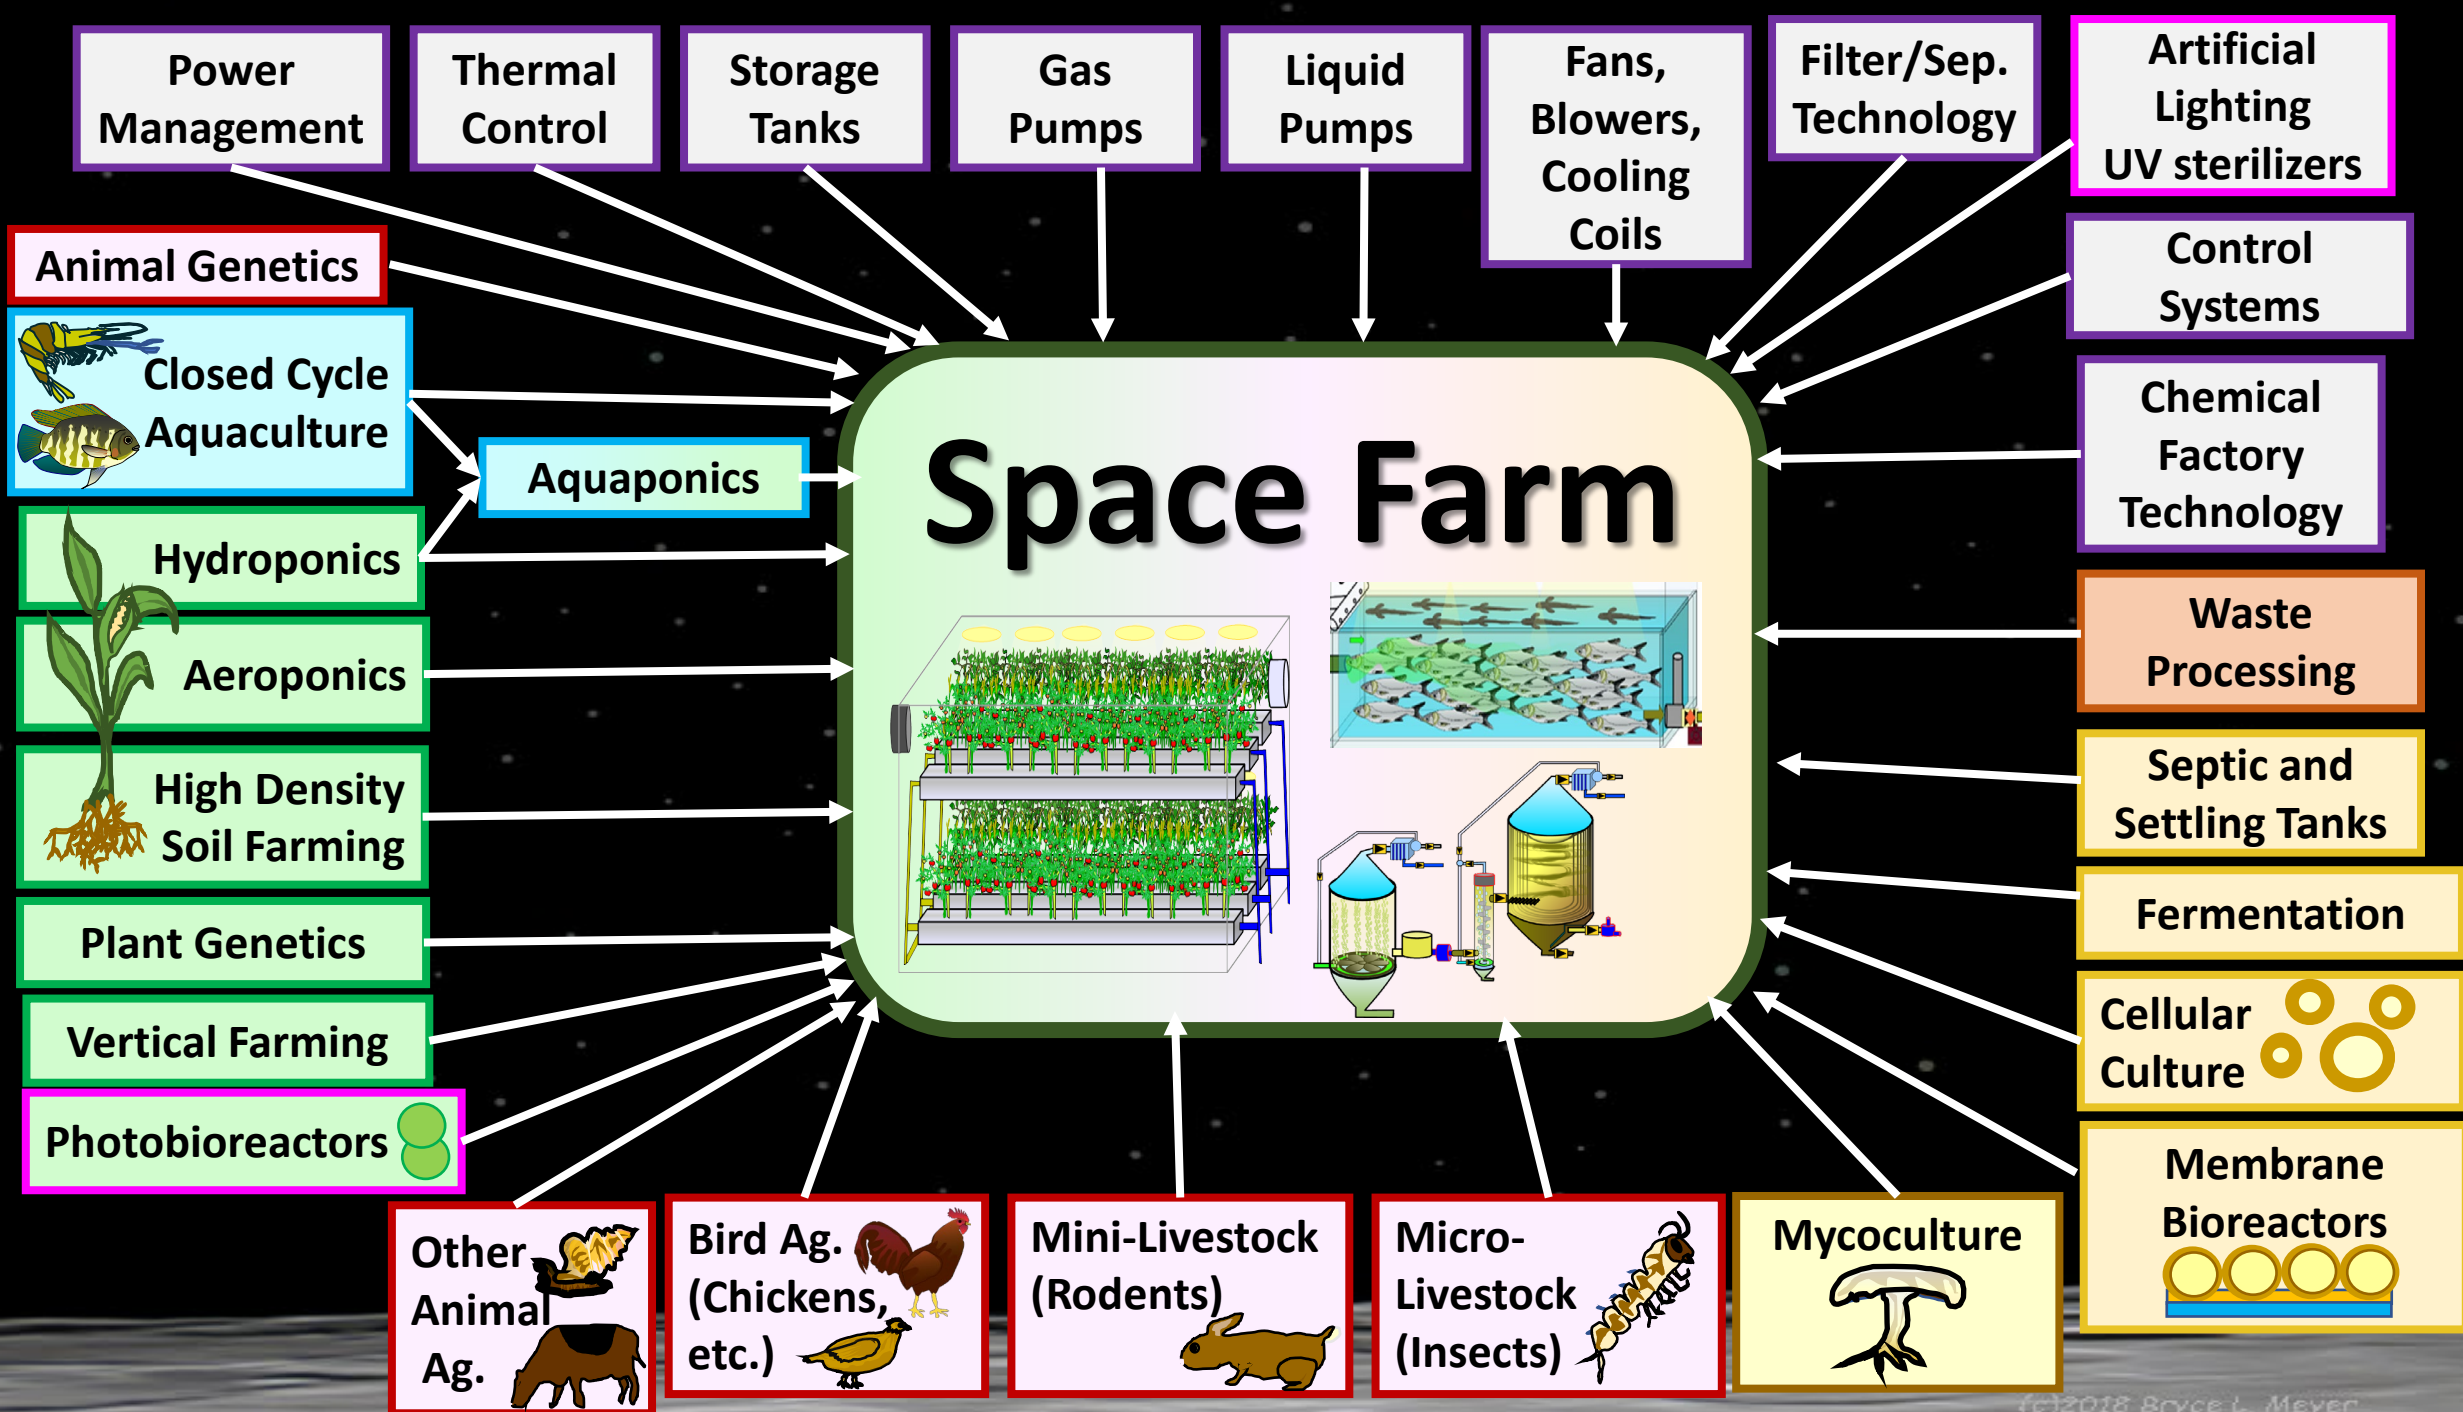 Power
Management
Thermal
Control
Storage
Tanks
Gas
Pumps
Liquid
Pumps
Fans,
Blowers,
Cooling
Coils
Filter/Sep.
Technology
Artificial
Lighting
UV sterilizers
Control
Systems
Chemical
Factory
Technology
Waste
Processing
Septic and
Settling Tanks
Fermentation
Cellular
Culture
Membrane
Bioreactors
Animal Genetics
Closed Cycle
Aquaculture
Aquaponics
Hydroponics
Aeroponics
High Density
Soil Farming
Plant Genetics
Vertical Farming
Photobioreactors
Space Farm
Other
Animal
Ag.
Bird Ag.
(Chickens,
etc.)
Mini-Livestock
(Rodents)
Micro-
Livestock
(Insects)
Mycoculture
(c)2018 Bryce L. Meyer